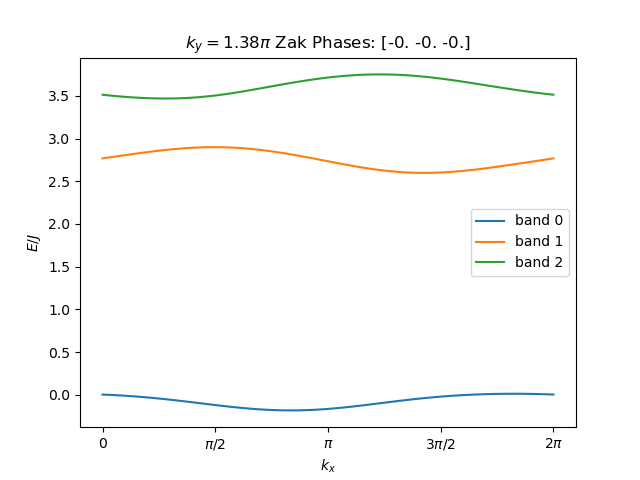 k_y = 1.38π Zak Phases: [-0. -0. -0.]
3.5
3.0
2.5
2.0
1.5
1.0
0.5
0.0
E/J
band 0
band 1
band 2
0 π/2 π 3π/2 2π
k_x